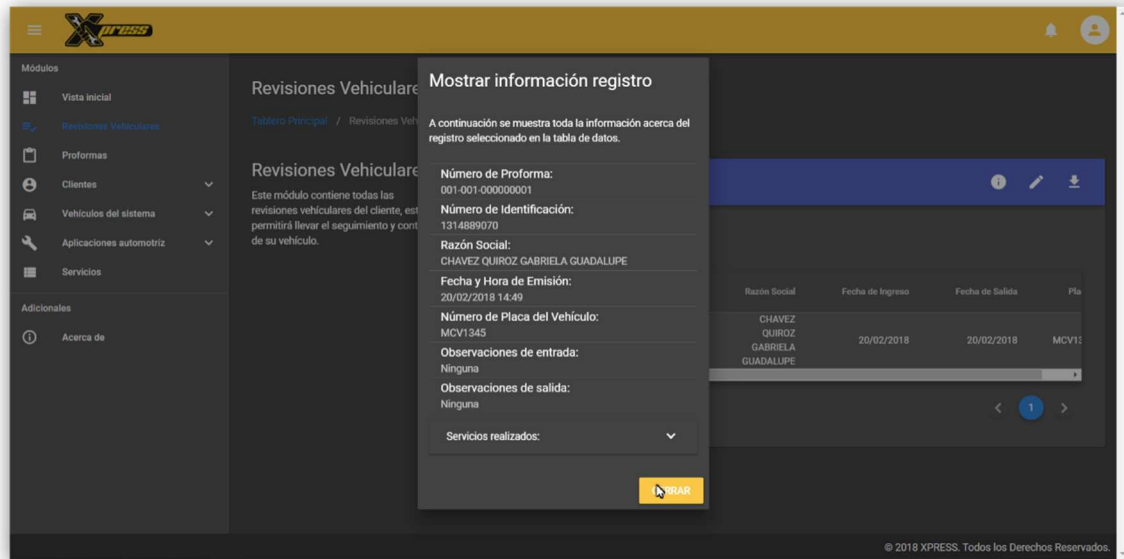 Xpress
Módulos
Vista inicial
Revisiones Vehiculares
Proformas
Clientes
Vehículos del sistema
Aplicaciones automotriz
Servicios
Adicionales
Acerca de
Revisiones Vehiculare
Tablero Principal / Revisiones Veh
Revisiones Vehiculare
Este módulo contiene todas las
revisiones vehículares del cliente, est
permitirá llevar el seguimiento y cont
de su vehículo.
Mostrar información registro
A continuación se muestra toda la información acerca del
registro seleccionado en la tabla de datos.
Número de Proforma:
001-001-000000001
Número de Identificación:
1314889070
Razón Social:
CHAVEZ QUIROZ GABRIELA GUADALUPE
Fecha y Hora de Emisión:
20/02/2018 14:49
Número de Placa del Vehículo:
MCV1345
Observaciones de entrada:
Ninguna
Observaciones de salida:
Ninguna
Servicios realizados:
CERRAR
Razón Social Fecha de Ingreso Fecha de Salida Pla
CHAVEZ
QUIROZ
GABRIELA
GUADALUPE
20/02/2018 20/02/2018 MCV13
1
© 2018 XPRESS. Todos los Derechos Reservados.